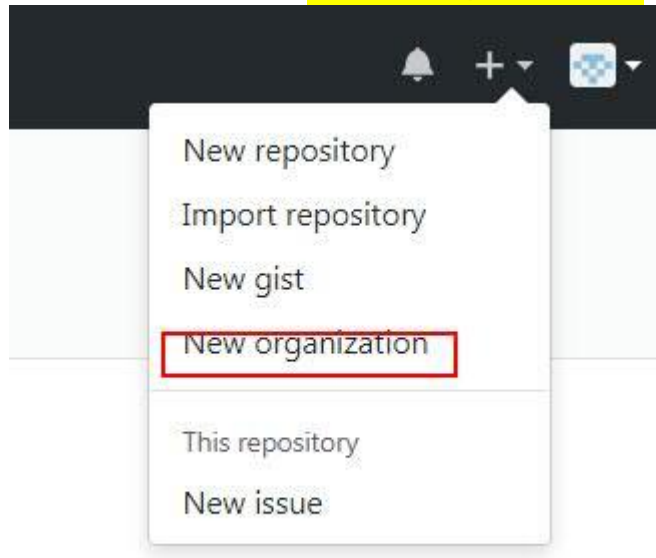 New repository
Import repository
New gist
New organization
This repository
New issue